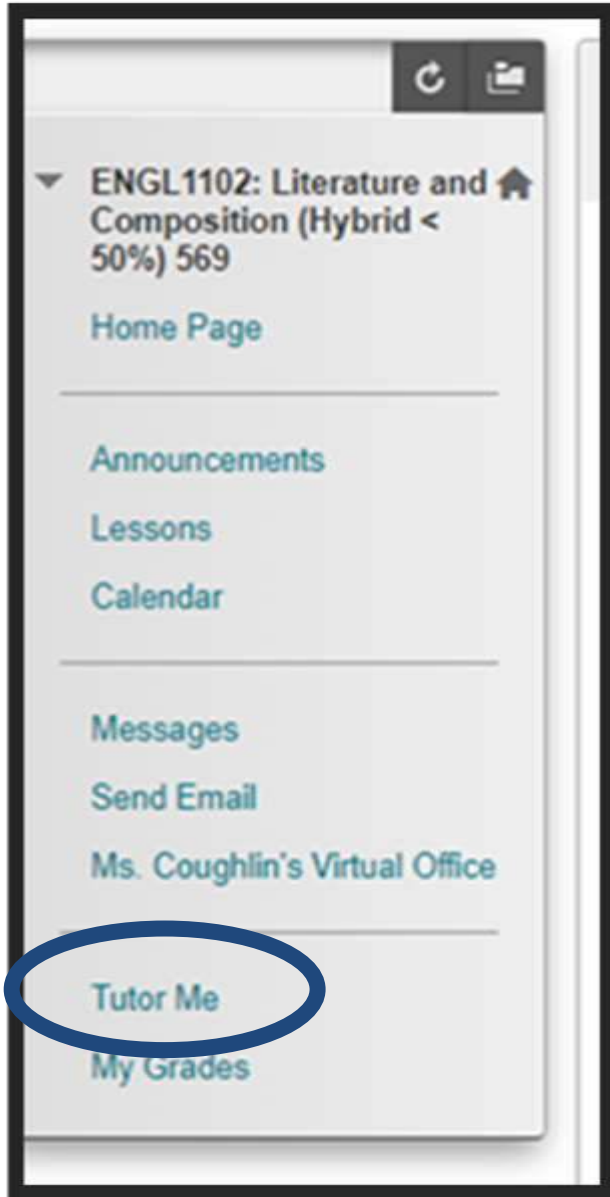 ENGL1102: Literature and
Composition (Hybrid <
50%) 569
Home Page
Announcements
Lessons
Calendar
Messages
Send Email
Ms. Coughlin's Virtual Office
Tutor Me
My Grades